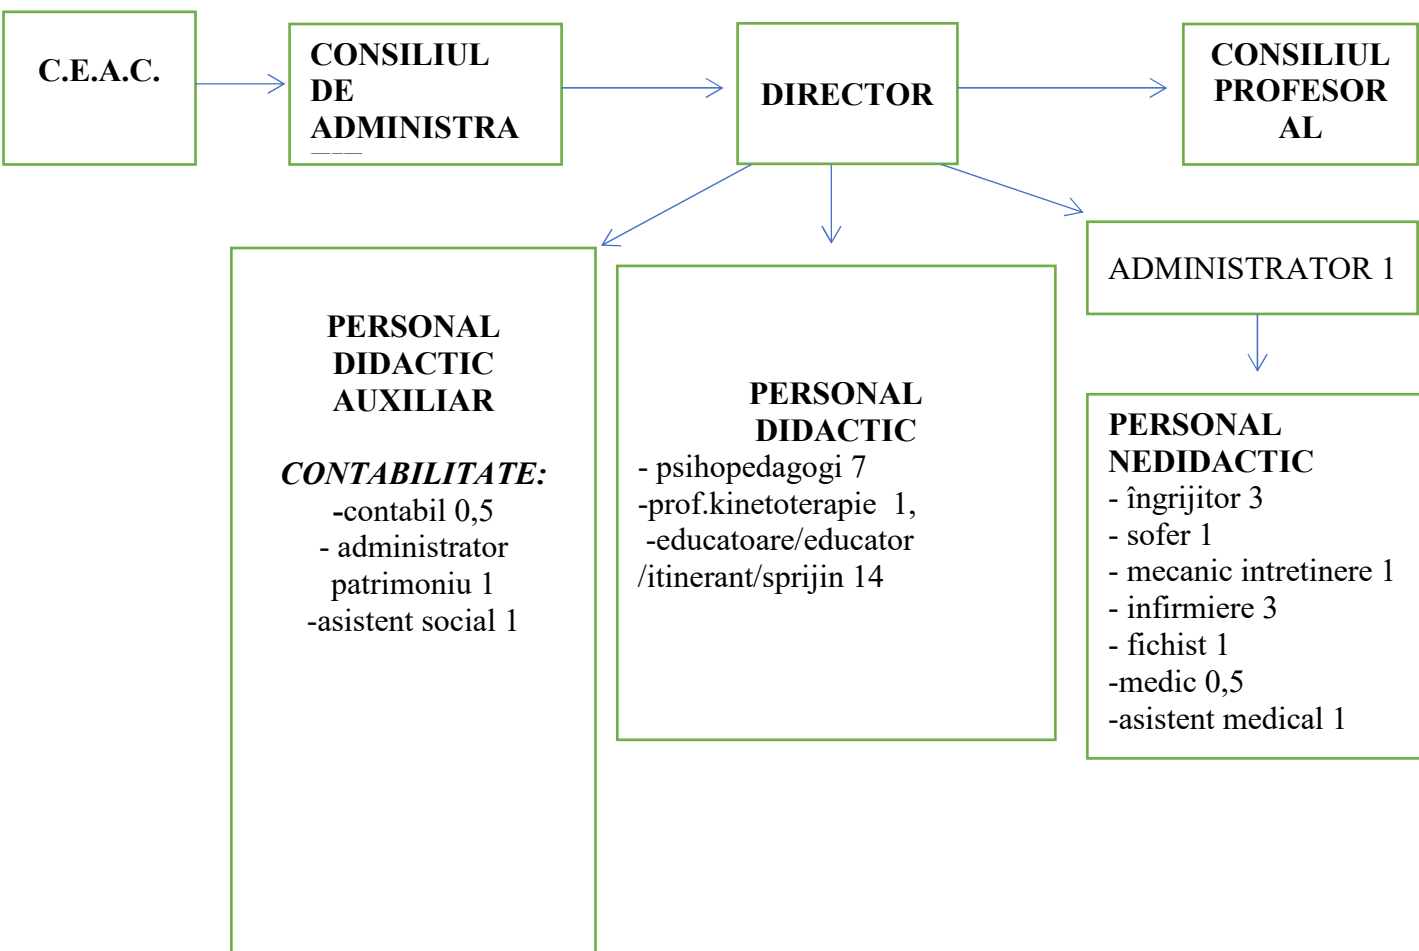 C.E.A.C.
CONSILIUL
DE
ADMINISTRA
DIRECTOR
CONSILIUL
PROFESOR
AL
PERSONAL
DIDACTIC
AUXILIAR
CONTABILITATE:
-contabil 0,5
- administrator
patrimoniu 1
-asistent social 1
PERSONAL
DIDACTIC
- psihopedagogi 7
-prof.kinetoterapie  1,
-educatoare/educator
/itinerant/sprijin 14
ADMINISTRATOR 1
PERSONAL
NEDIDACTIC
- îngrijitor 3
- sofer 1
- mecanic intretinere 1
- infirmiere 3
- fichist 1
-medic 0,5
-asistent medical 1